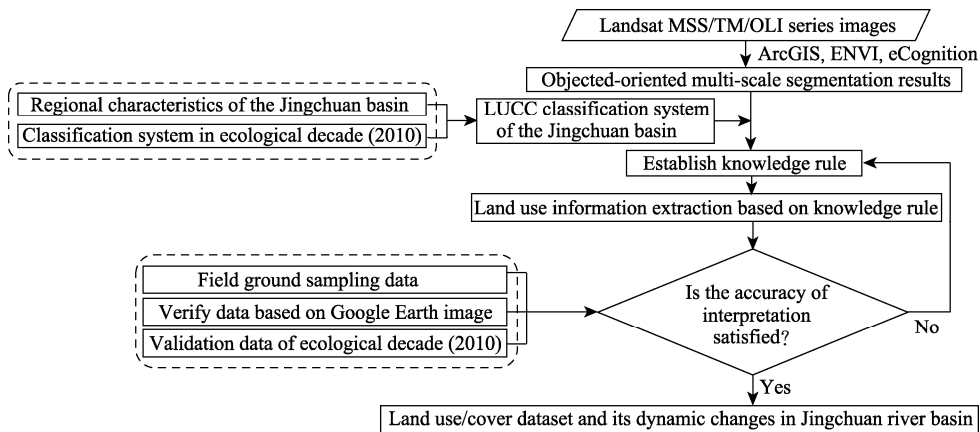 Landsat MSS/TM/OLI series images
ArcGIS, ENVI, eCognition
Objected-oriented multi-scale segmentation results
Regional characteristics of the Jingchuan basin
Classification system in ecological decade (2010)
LUCC classification system
of the Jingchuan basin
Establish knowledge rule
Land use information extraction based on knowledge rule
Field ground sampling data
Verify data based on Google Earth image
Validation data of ecological decade (2010)
Is the accuracy of
interpretation
satisfied?
No
Yes
Land use/cover dataset and its dynamic changes in Jingchuan river basin